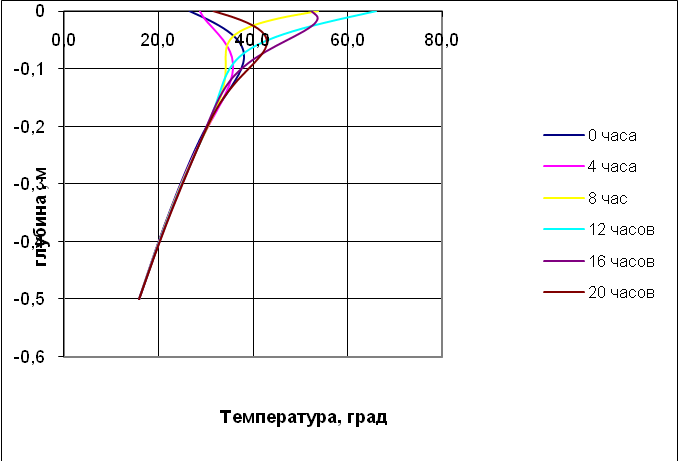 0
0,0 20,0 40,0 60,0 80,0
-0,1
-0,2
-0,3
-0,4
-0,5
-0,6
глубина, м
Температура, град
0 часа
4 часа
8 час
12 часов
16 часов
20 часов